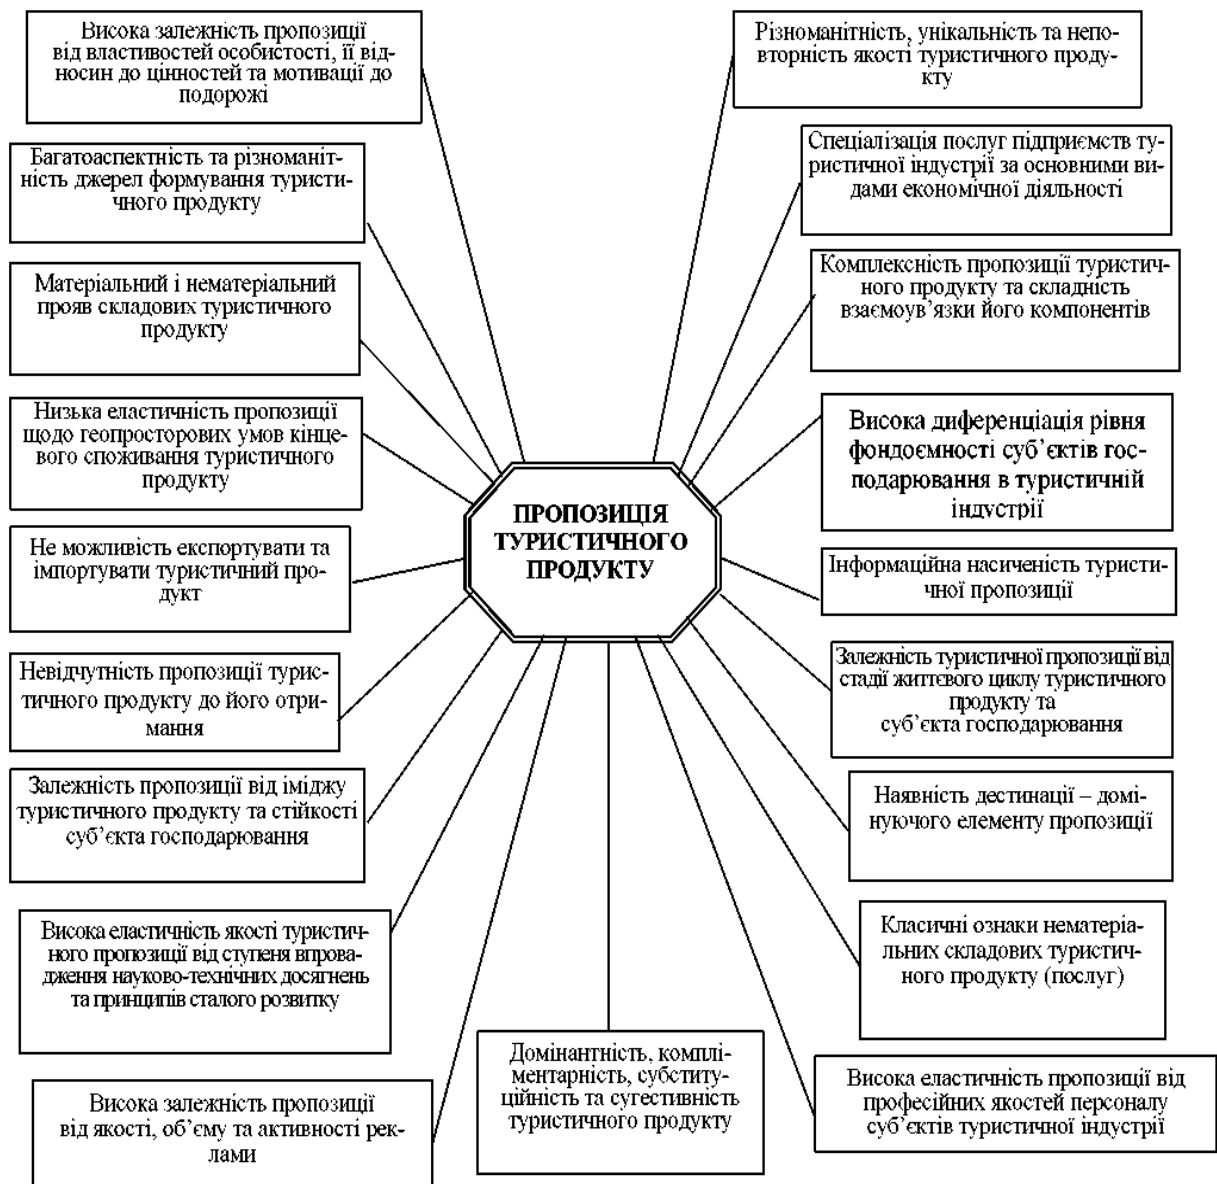 Висока залежність пропозиції
від властивостей особистості, її від-
носин до цінностей та мотивації до
подорожі
Багатоаспектність та різноманіт-
ність джерел формування туристи-
чного продукту
Матеріальний і нематеріальний
прояв складових туристичного
продукту
Низька еластичність пропозиції
щодо геопросторових умов кінце-
вого споживання туристичного
продукту
Не можливість експортувати та
імпортувати туристичний про-
дукт
Невідчутність пропозиції турис-
тичного продукту до його отри-
мання
Залежність пропозиції від іміджу
туристичного продукту та стійкості
суб’єкта господарювання
Висока еластичність якості туристич-
ного пропозиції від ступеня впро-
вадження науково-технічних досягнень
та принципів сталого розвитку
Висока залежність пропозиції
від якості, об’єму та активності рек-
лами
ПРОПОЗИЦІЯ
ТУРИСТИЧНОГО
ПРОДУКТУ
Домінантність, комплі-
ментарність, субституц-
ційність та сугестивність
туристичного продукту
Різноманітність, унікальність та непо-
вторність якості туристичного проду-
кту
Спеціалізація послуг підприємств ту-
ристичної індустрії за основними ви-
дами економічної діяльності
Комплексність пропозиції туристич-
ного продукту та складність
взаємоув’язки його компонентів
Висока диференціація рівня
фондоємності суб’єктів гос-
подарювання в туристичній
індустрії
Інформаційна насиченість туристи-
чної пропозиції
Залежність туристичної пропозиції від
стадії життєвого циклу туристичного
продукту та
суб’єкта господарювання
Наявність дестинації – домі-
нуючого елементу пропозиції
Класичні ознаки нематеріа-
льних складових туристич-
ного продукту (послуг)
Висока еластичність пропозиції від
професійних якостей персоналу
суб’єктів туристичної індустрії